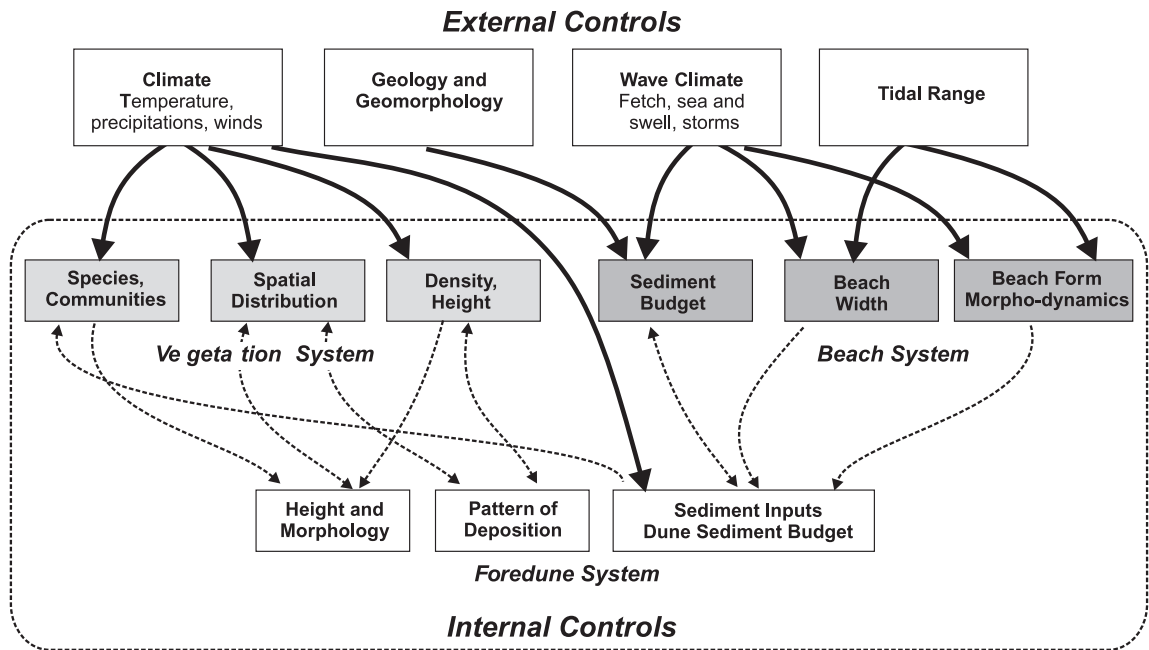 External Controls
Climate
Temperature,
precipitations, winds
Geology and
Geomorphology
Wave Climate
Fetch, sea and
swell, storms
Tidal Range
Species,
Communities
Spatial
Distribution
Density,
Height
Sediment
Budget
Beach
Width
Beach Form
Morpho-dynamics
Ve geta tion System
Beach System
Height and
Morphology
Pattern of
Deposition
Sediment Inputs
Dune Sediment Budget
Foredune System
Internal Controls